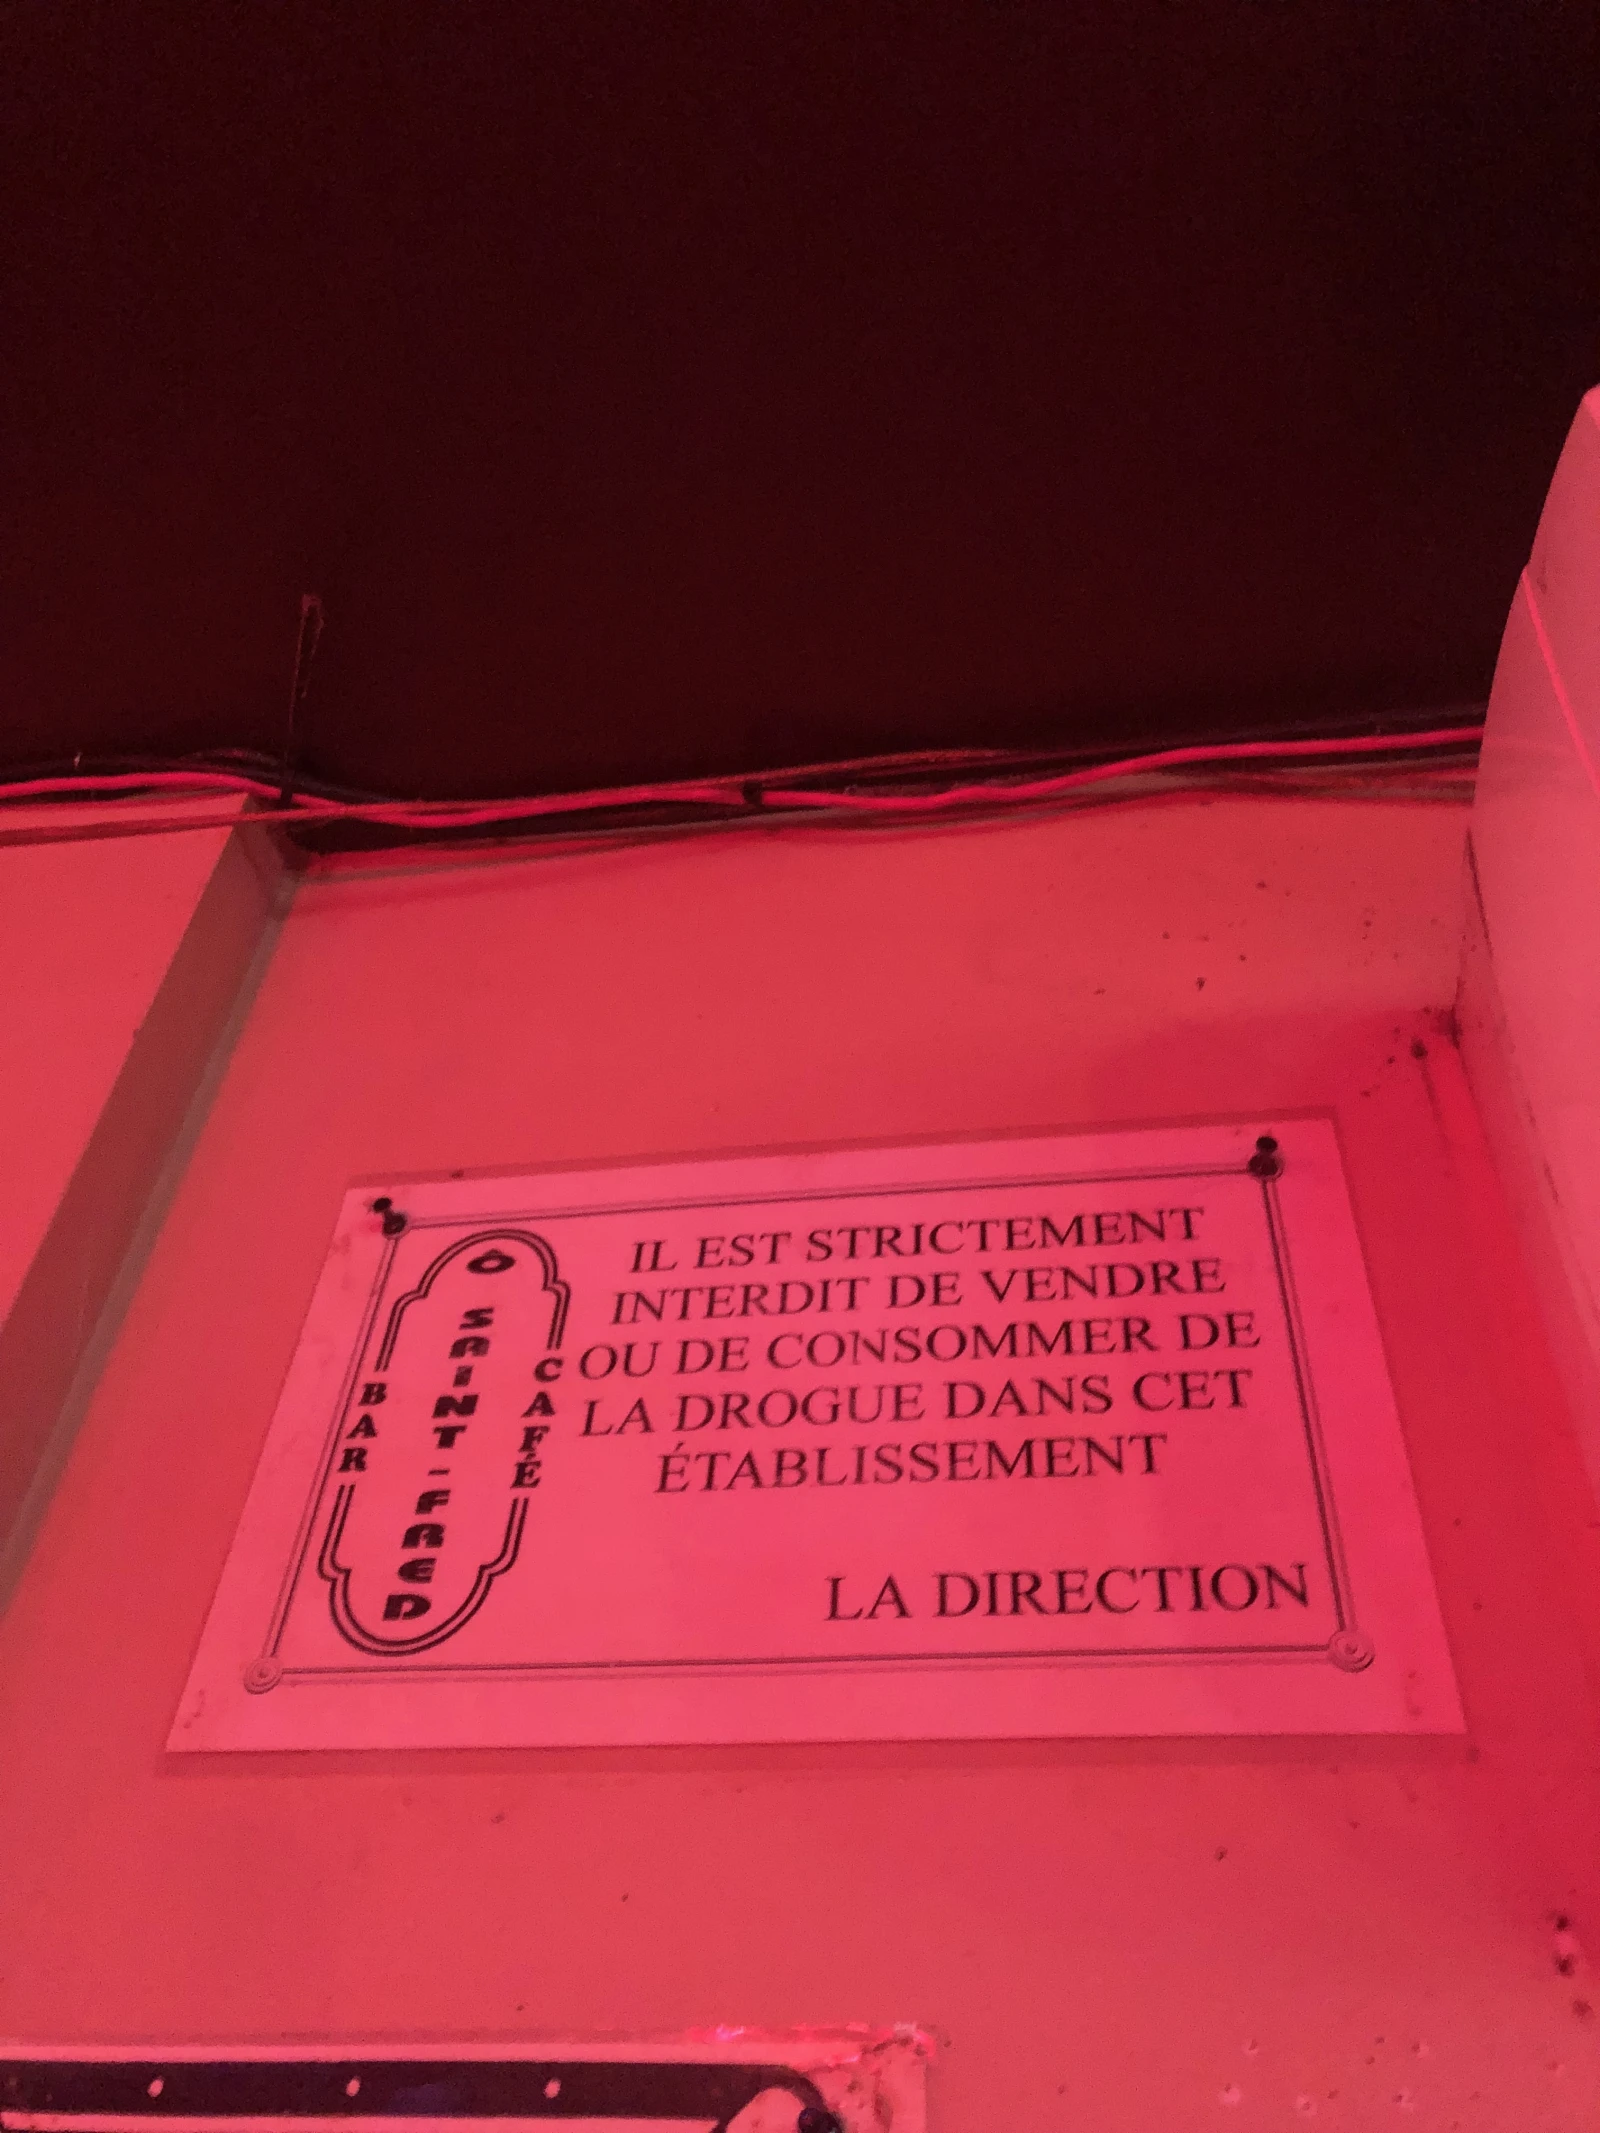 Ô
SAINT-FRED
BAR
CAFÉ
IL EST STRICTEMENT
INTERDIT DE VENDRE
OU DE CONSOMMER DE
LA DROGUE DANS CET
ÉTABLISSEMENT
LA DIRECTION